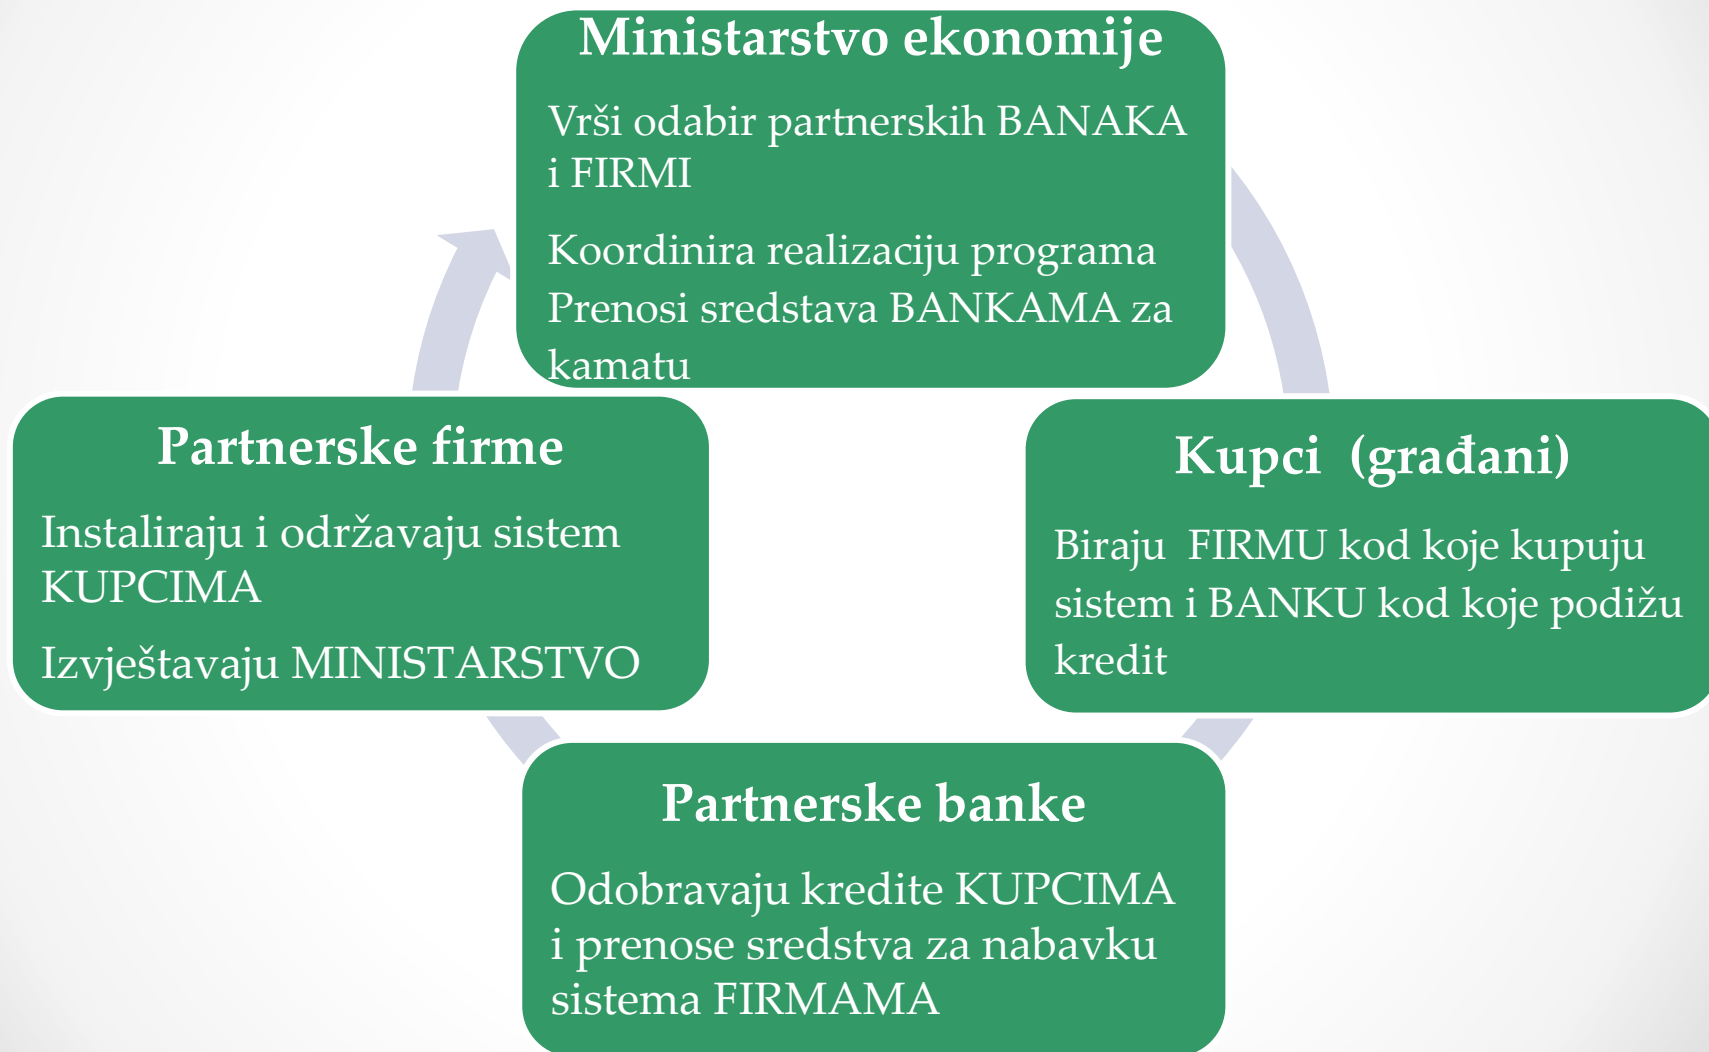 Ministarstvo ekonomije
Vrši odabir partnerskih BANAKA
i FIRMI
Koordinira realizaciju programa
Prenosi sredstava BANKAMA za
kamatu
Partnerske firme
Instaliraju i održavaju sistem
KUPCIMA
Izvještavaju MINISTARSTVO
Kupci (građani)
Biraju FIRMU kod koje kupuju
sistem i BANKU kod koje podižu
kredit
Partnerske banke
Odobravaju kredite KUPCIMA
i prenose sredstva za nabavku
sistema FIRMAMA